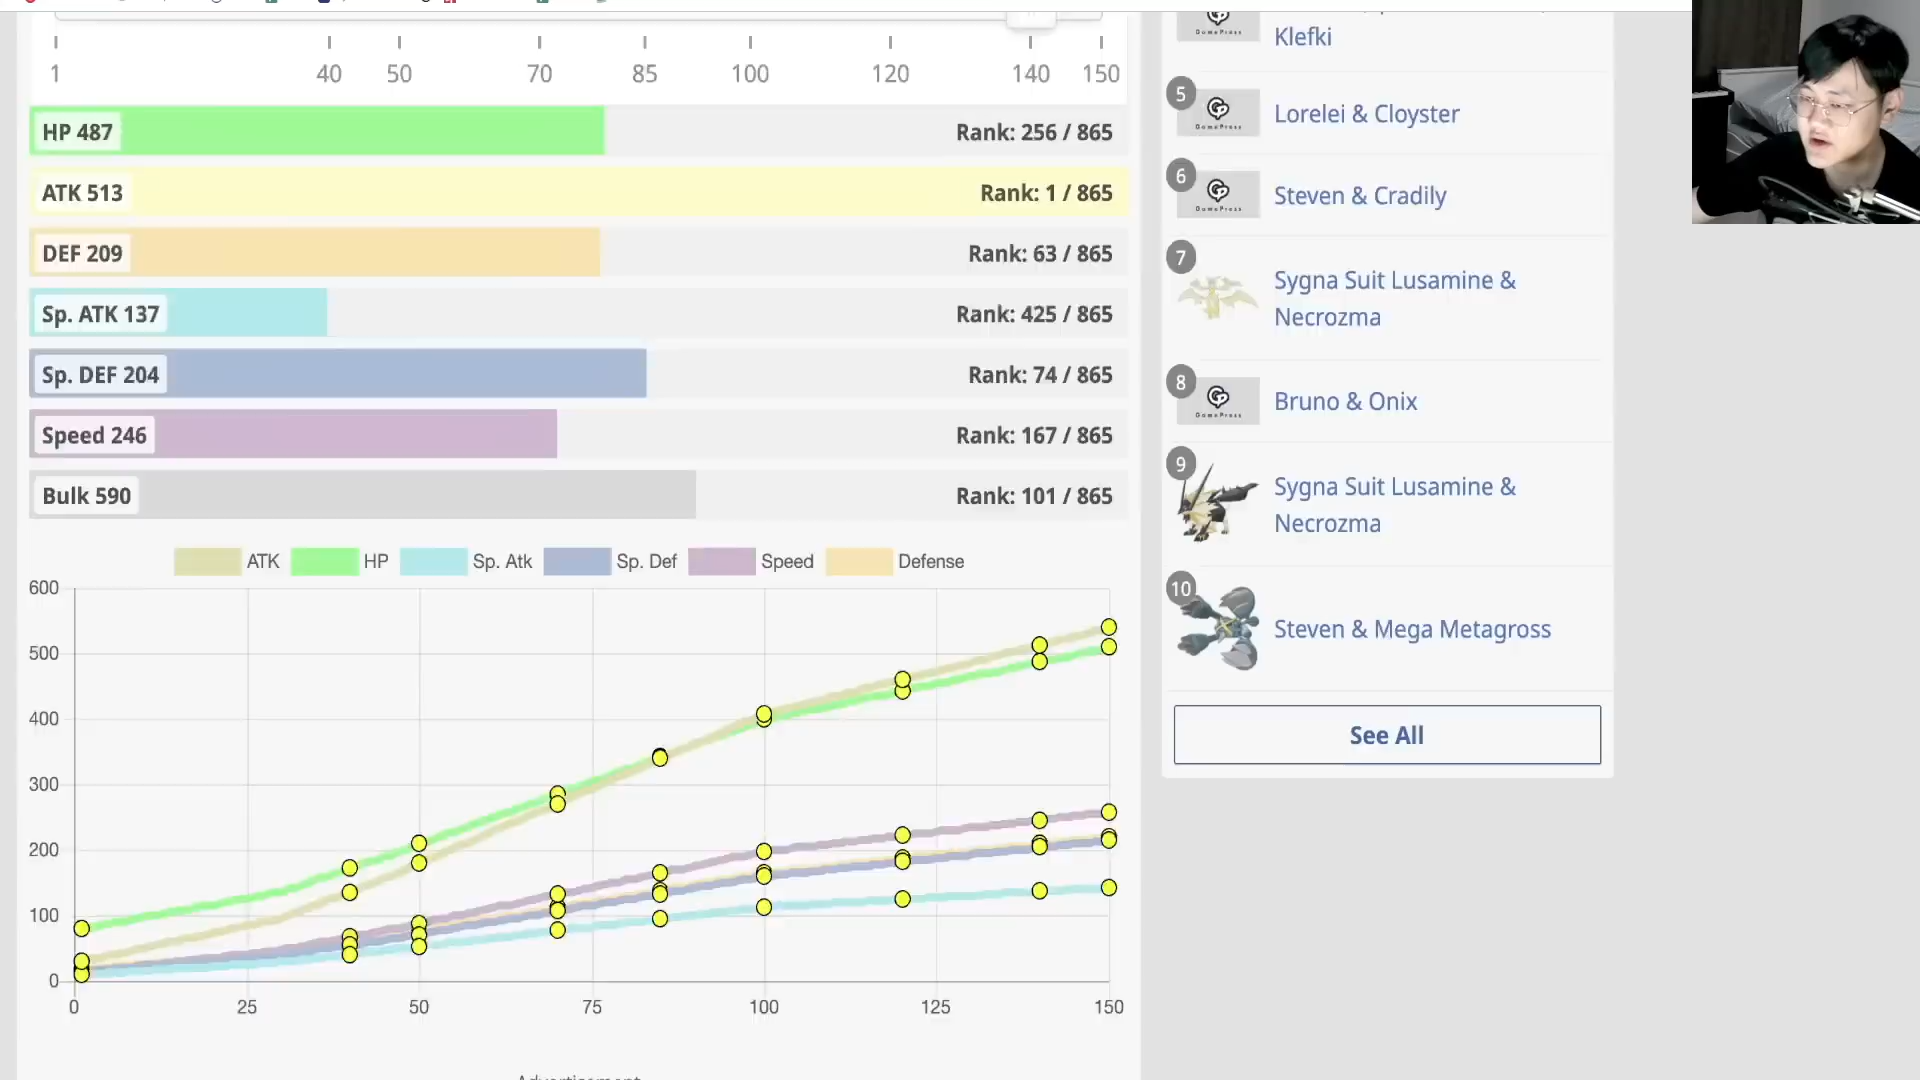 1
40
50
70
85
100
120
140
150
HP 487
Rank: 256 / 865
ATK 513
Rank: 1 / 865
DEF 209
Rank: 63 / 865
Sp. ATK 137
Rank: 425 / 865
Sp. DEF 204
Rank: 74 / 865
Speed 246
Rank: 167 / 865
Bulk 590
Rank: 101 / 865
ATK
HP
Sp. Atk
Sp. Def
Speed
Defense
600
500
400
300
200
100
0
0
25
50
75
100
125
150
Advertisement
Klefki
5
GamePress
Lorelei & Cloyster
6
GamePress
Steven & Cradily
7
Sygna Suit Lusamine &
Necrozma
8
GamePress
Bruno & Onix
9
Sygna Suit Lusamine &
Necrozma
10
Steven & Mega Metagross
See All